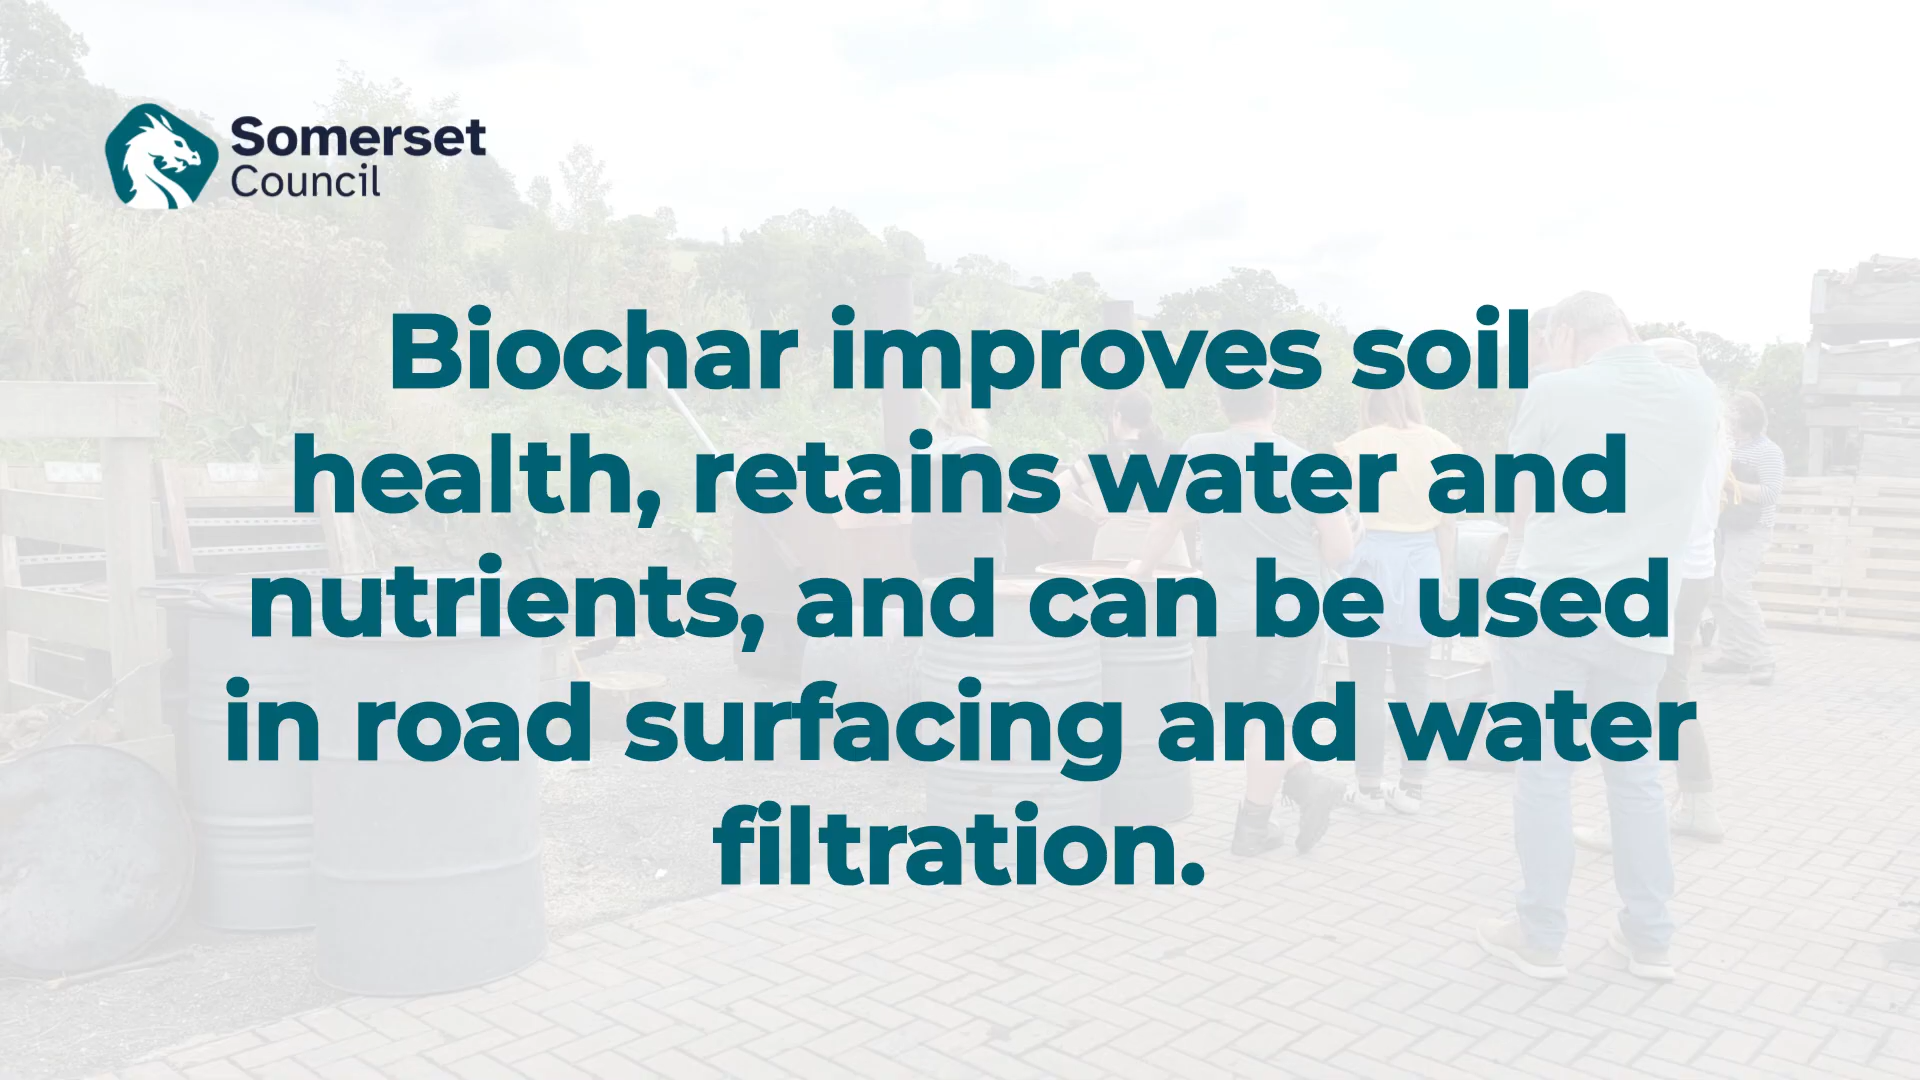 Somerset
Council
Biochar improves soil
health, retains water and
nutrients, and can be used
in road surfacing and water
filtration.